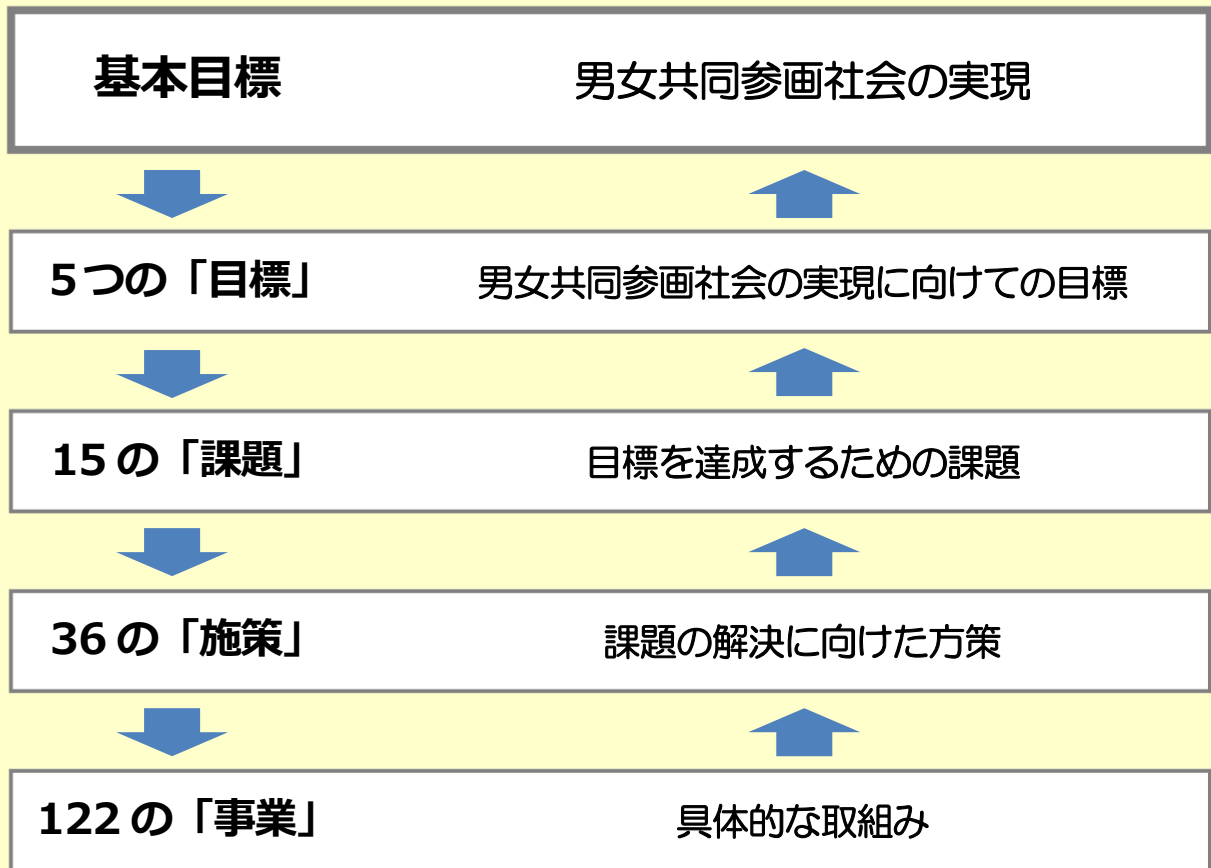 基本目標 男女共同参画社会の実現
5つの「目標」 男女共同参画社会の実現に向けての目標
15の「課題」 目標を達成するための課題
36の「施策」 課題の解決に向けた方策
122の「事業」 具体的な取組み